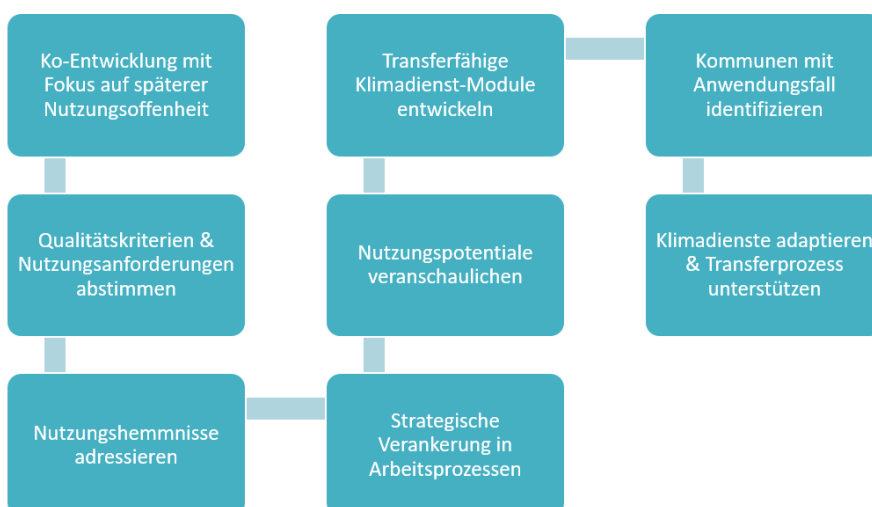 Ko-Entwicklung mit
Fokus auf späterer
Nutzungsoffenheit
Qualitätskriterien &
Nutzungsanforderungen
abstimmen
Nutzungshemmnisse
adressieren
Strategische
Verankerung in
Arbeitsprozessen
Nutzungspotentiale
veranschaulichen
Transferfähige
Klimadienst-Module
entwickeln
Kommunen mit
Anwendungsfall
identifizieren
Klimadienste adaptieren
& Transferprozess
unterstützen